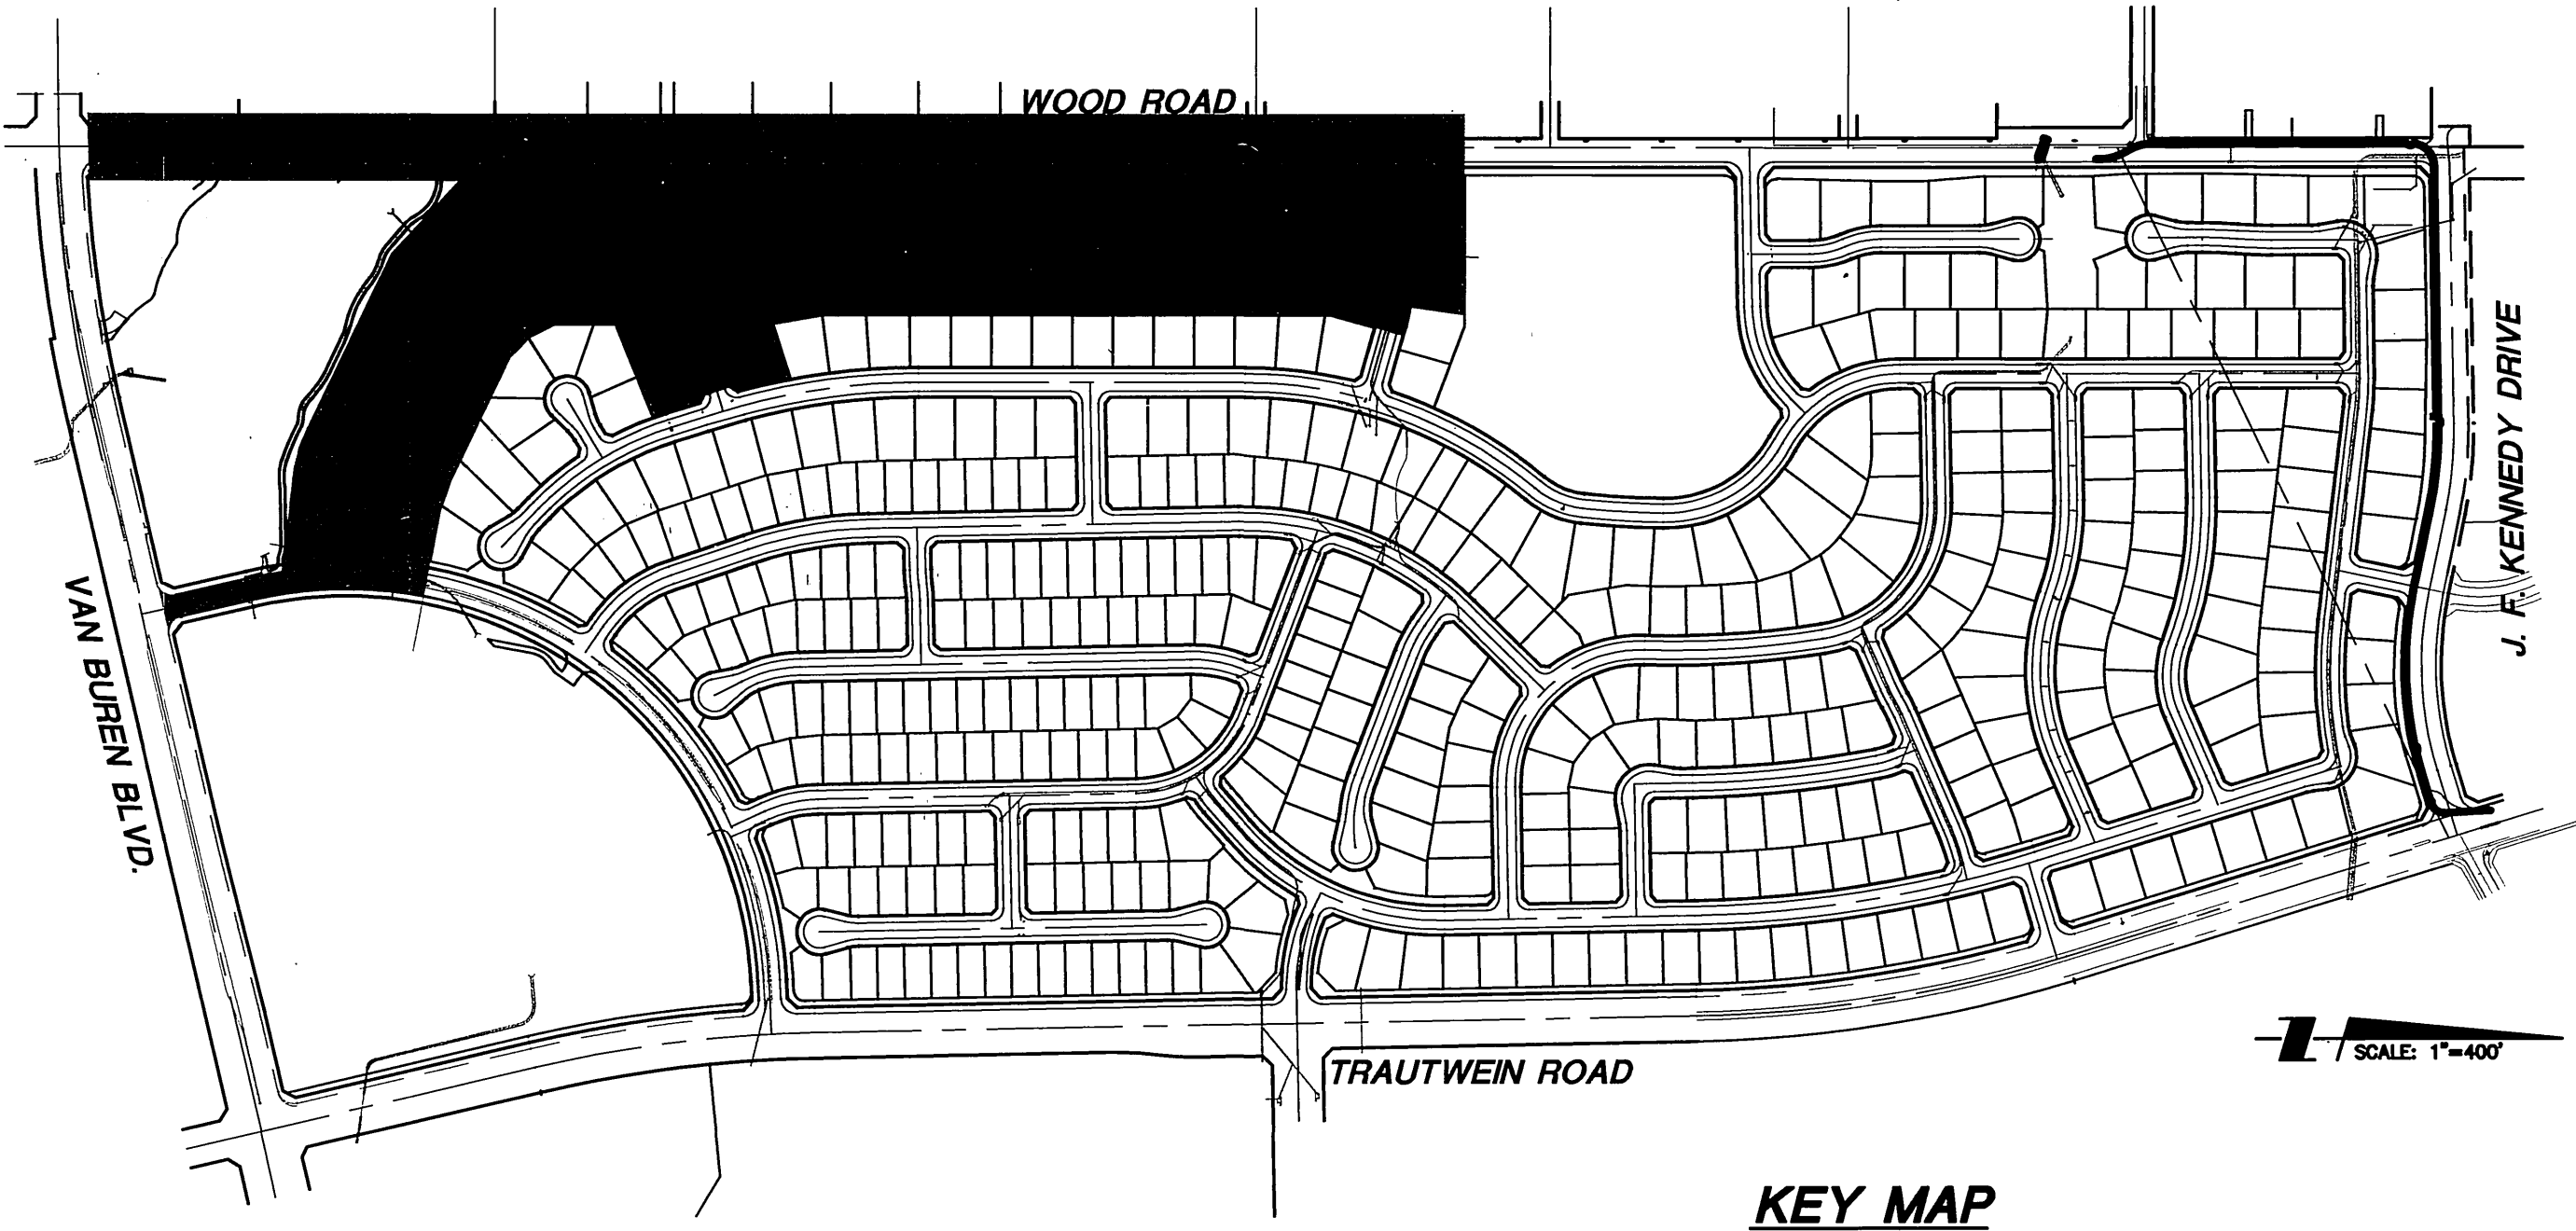 WOOD ROAD
J. F. KENNEDY DRIVE
VAN BUREN BLVD.
TRAUTWEIN ROAD
SCALE: 1"=400'
KEY MAP